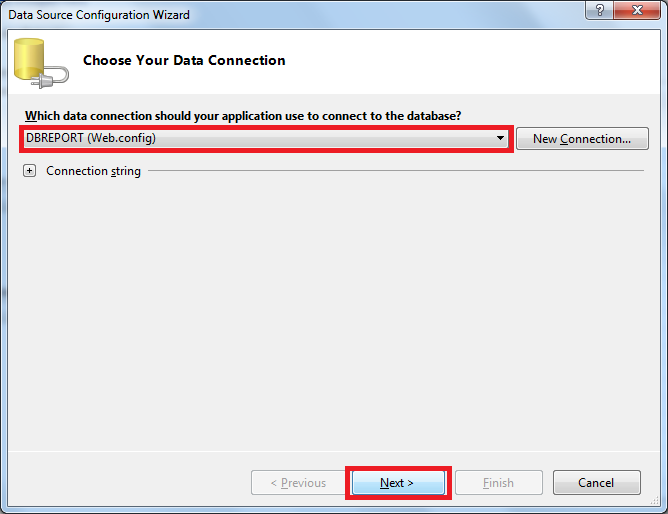 Data Source Configuration Wizard
Choose Your Data Connection
Which data connection should your application use to connect to the database?
DBREPORT (Web.config)
New Connection...
Connection string
< Previous
Next >
Finish
Cancel